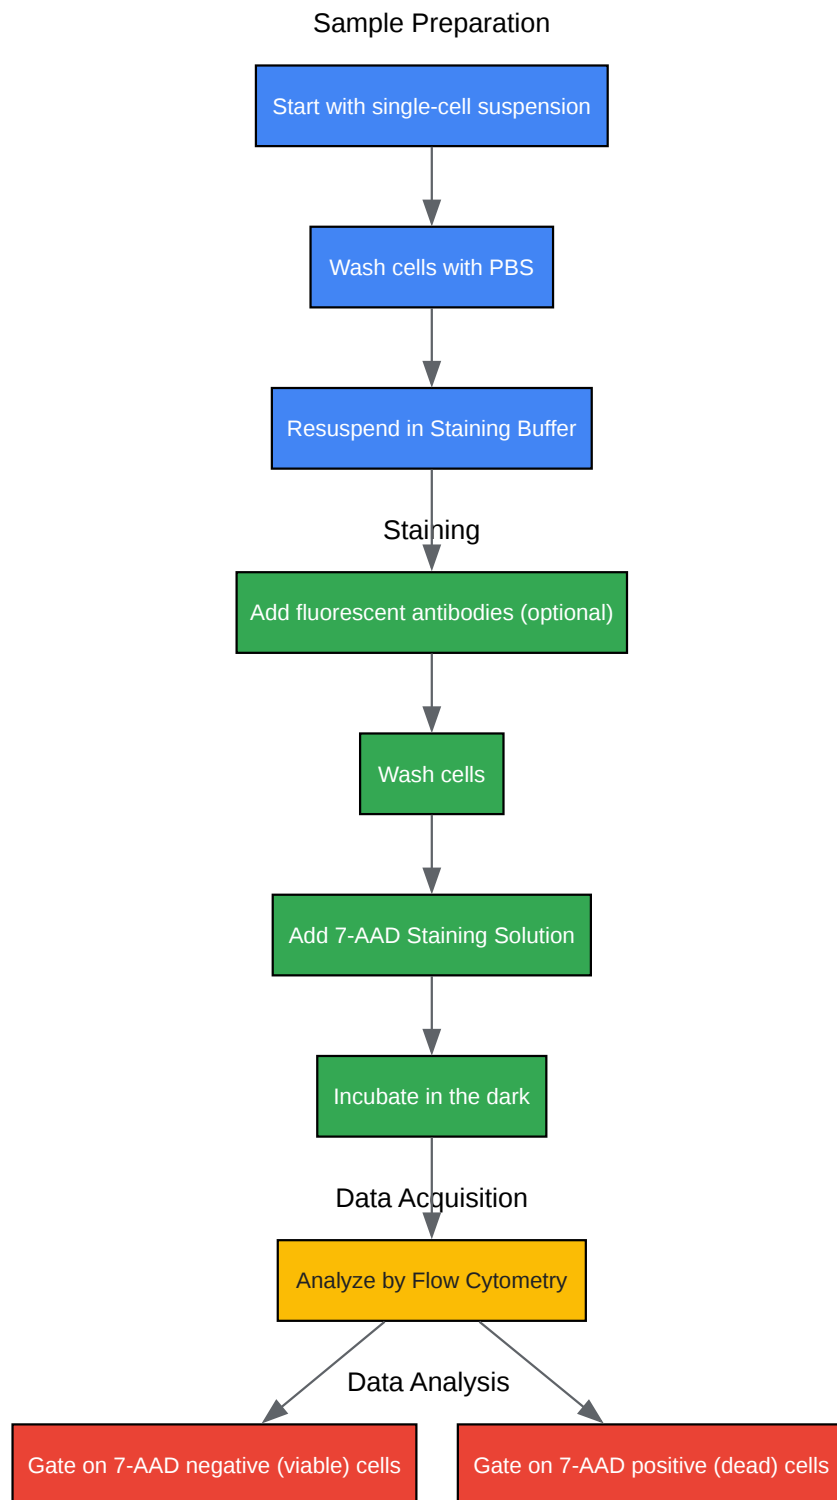 Sample Preparation
Start with single-cell suspension
Wash cells with PBS
Resuspend in Staining Buffer
Staining
Add fluorescent antibodies (optional)
Wash cells
Add 7-AAD Staining Solution
Incubate in the dark
Data Acquisition
Analyze by Flow Cytometry
Data Analysis
Gate on 7-AAD negative (viable) cells
Gate on 7-AAD positive (dead) cells